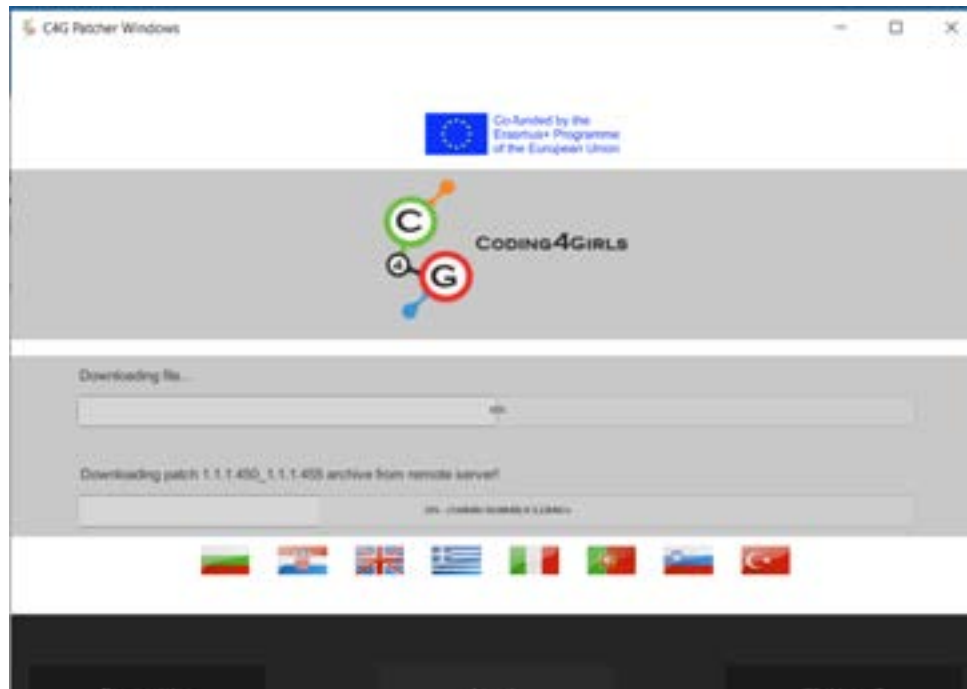 C4G Patcher Windows
Co-funded by the
Erasmus+ Programme
of the European Union
C
4
G
CODING4GIRLS
Downloading file...
Downloading patch 1.1.1.450_1.1.1.455 archive from remote server!